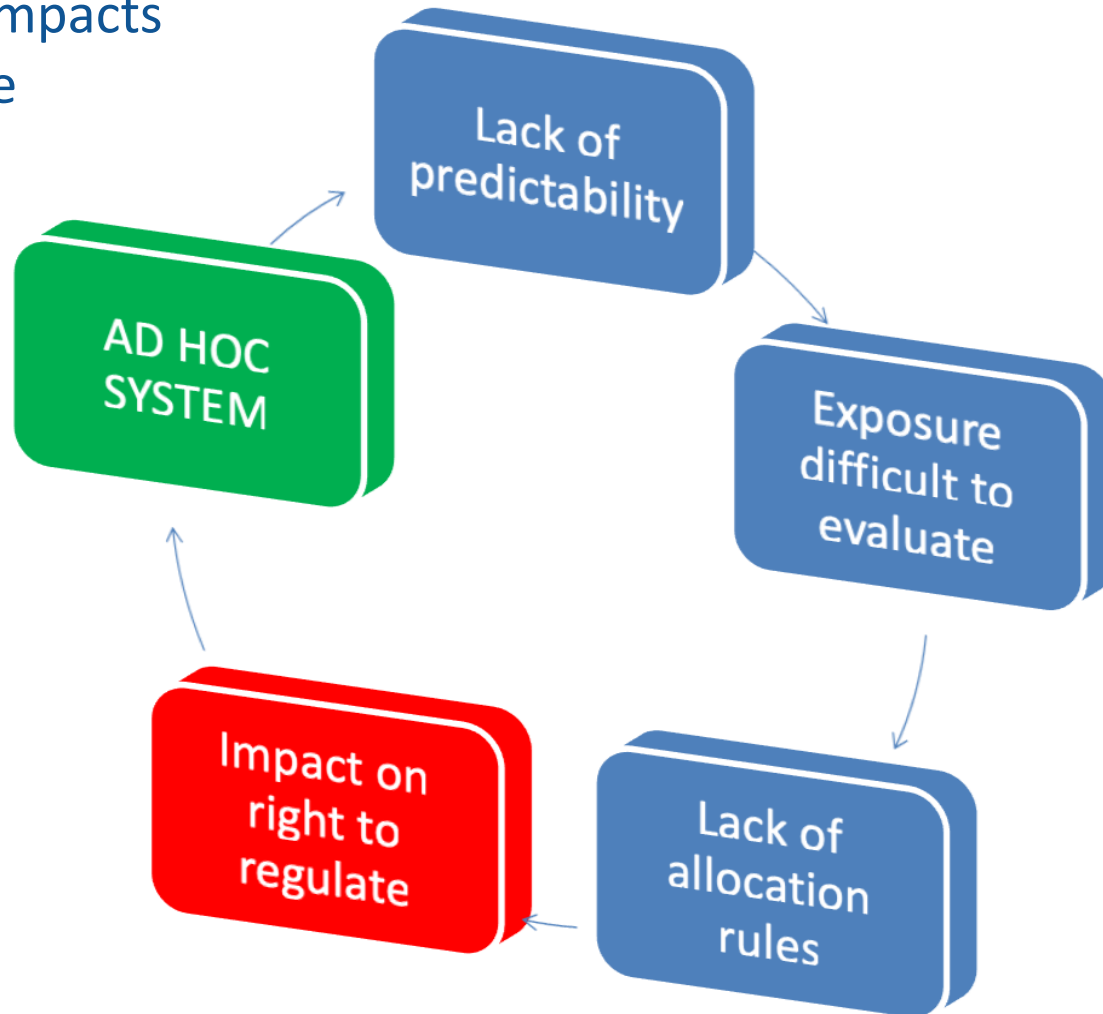 mpacts
e
Lack of
predictability
AD HOC
SYSTEM
Exposure
difficult to
evaluate
Impact on
right to
regulate
Lack of
allocation
rules